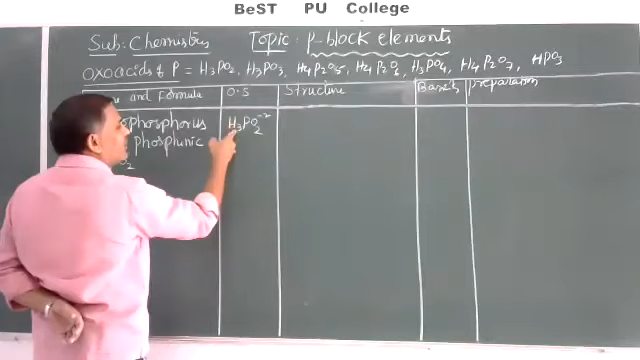 BeST PU College
Sub: Chemistry Topic: P-block elements
OXOacids of P = H3PO2, H3PO3, H4P2O5, H4P2O6, H3PO4, H4P2O7, HPO3
and Formula O.S Structure preparation
phosphorus H3PO2 -2
phosphinic